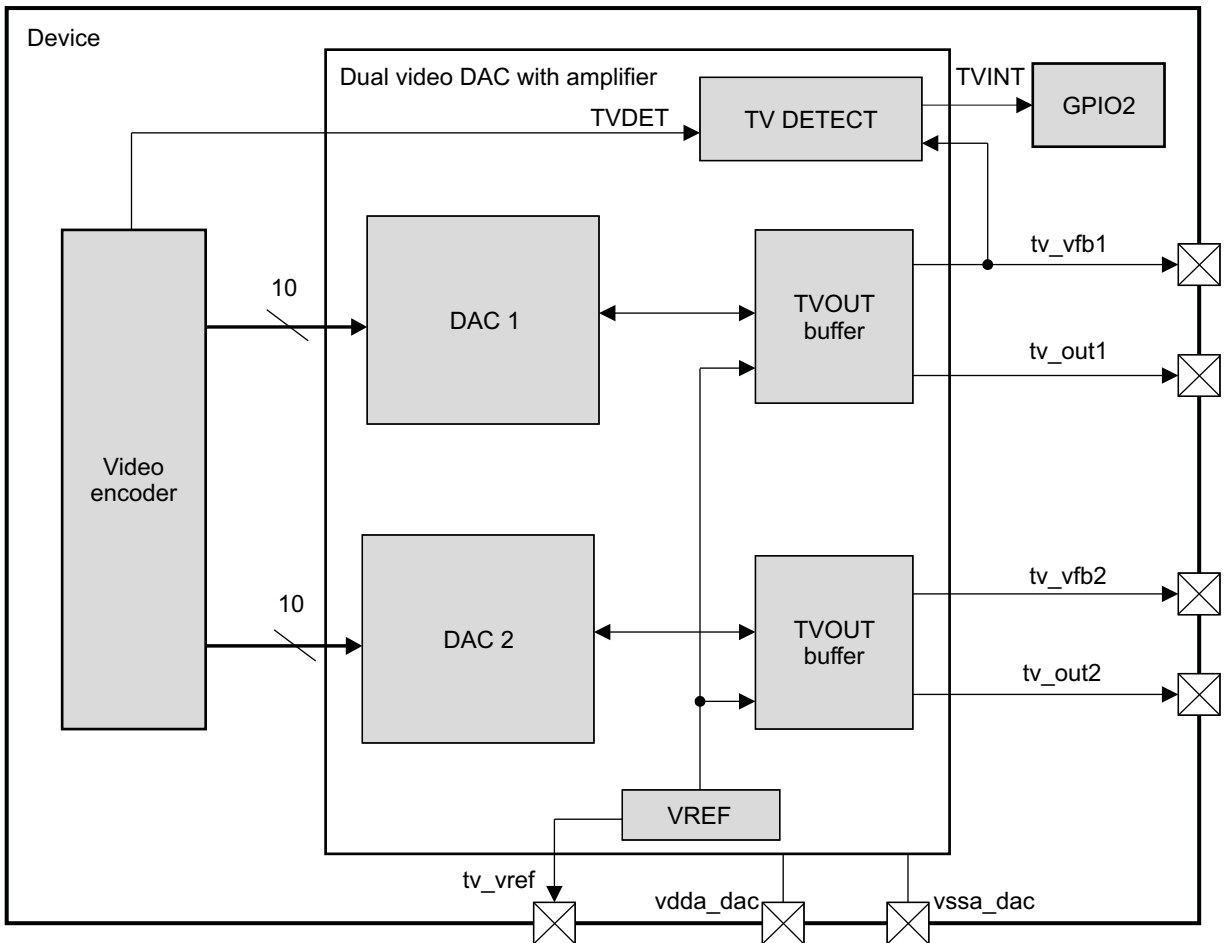 Device
Dual video DAC with amplifier
TVDET
TV DETECT
TVINT
GPIO2
10
DAC 1
TVOUT
buffer
tv_vfb1
tv_out1
Video
encoder
10
DAC 2
TVOUT
buffer
tv_vfb2
tv_out2
VREF
tv_vref
vdda_dac
vssa_dac